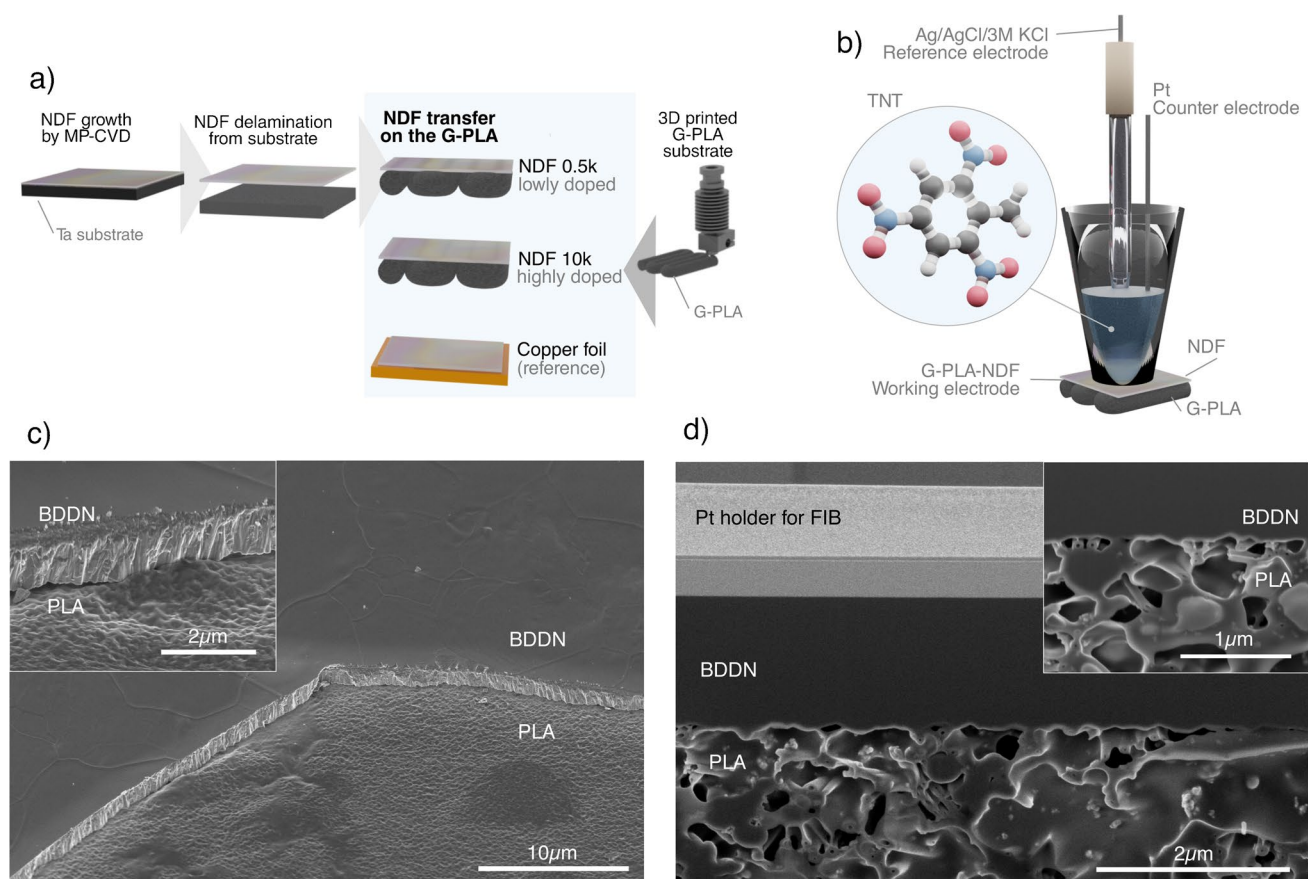 a)
NDF growth
by MP-CVD
Ta substrate
NDF delamination
from substrate
NDF transfer
on the G-PLA
NDF 0.5k
lowly doped
NDF 10k
highly doped
Copper foil
(reference)
3D printed
G-PLA
substrate
G-PLA
b)
Ag/AgCl/3M KCl
Reference electrode
TNT
Pt
Counter electrode
G-PLA-NDF
Working electrode
NDF
G-PLA
c)
BDDN
PLA
2μm
BDDN
PLA
10μm
d)
Pt holder for FIB
BDDN
PLA
1μm
BDDN
PLA
2μm